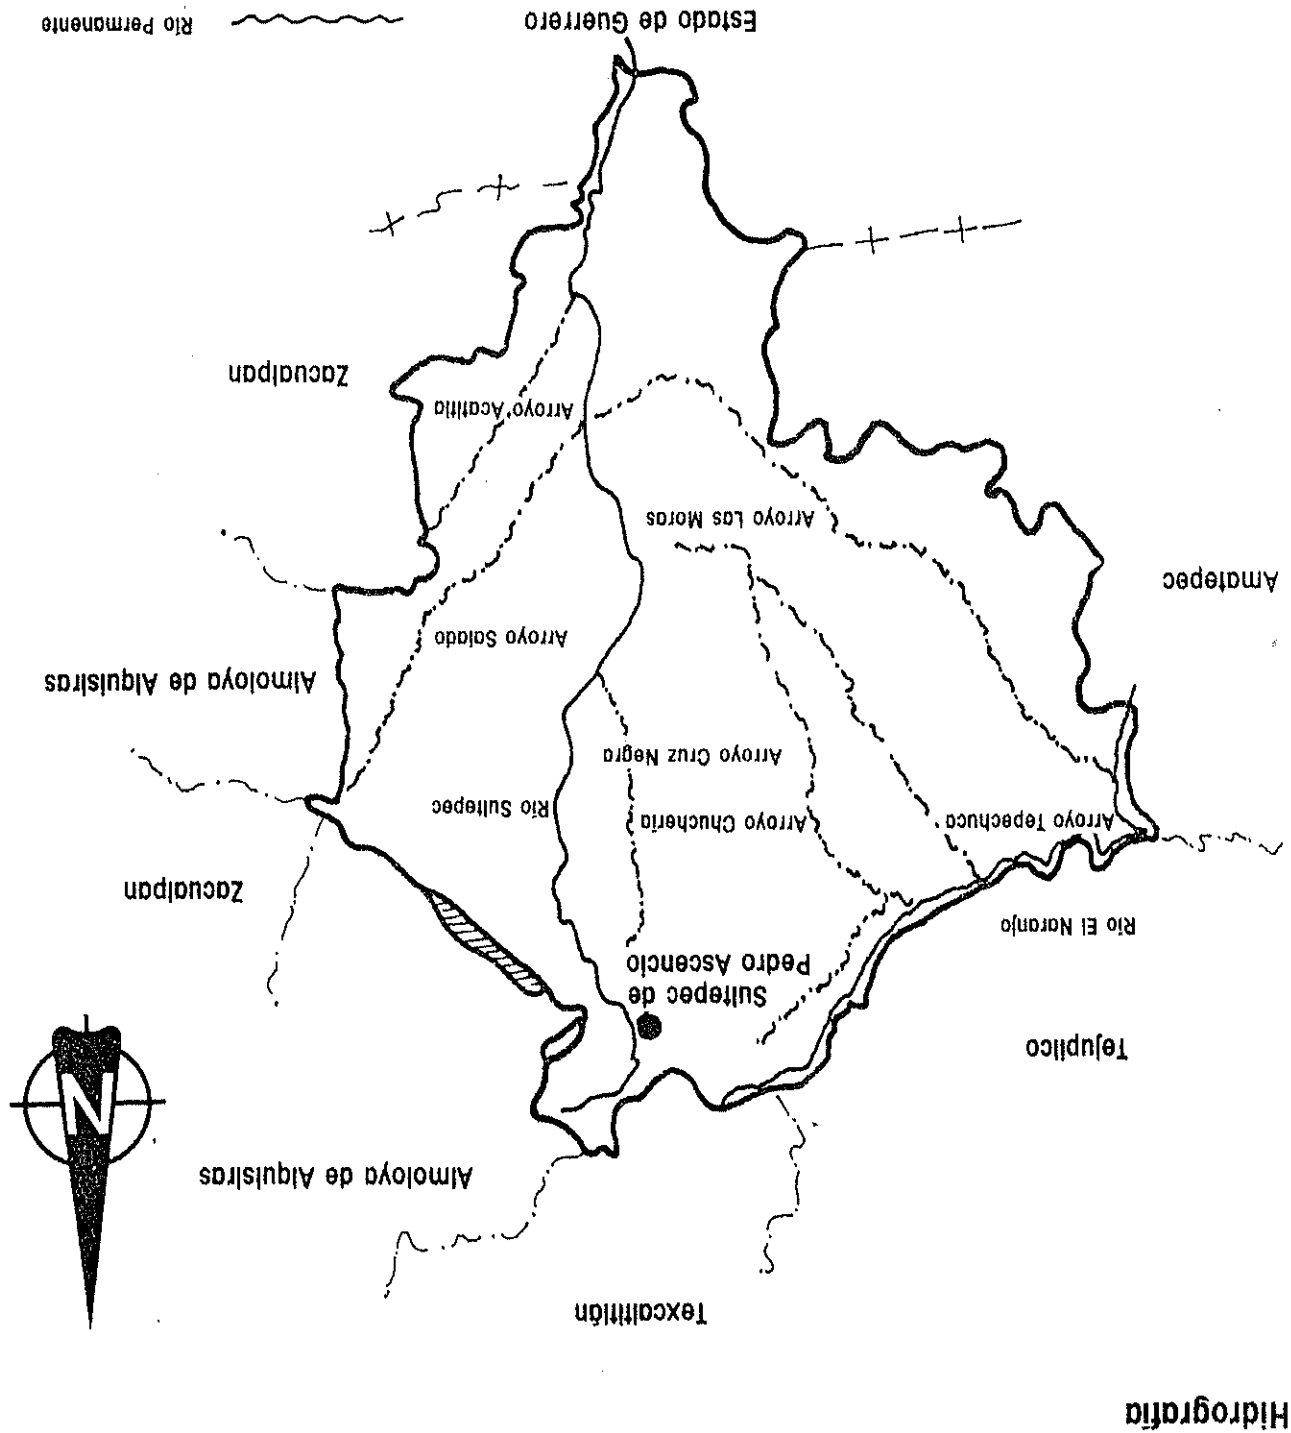 Hidrografía
Texcaltitlán
Almoloya de Alquisiras
N
Tejupilco
Sultepec de
Pedro Ascencio
Río El Naranjo
Zacualpan
Arroyo Tepechuca
Arroyo Chuchería
Río Sultepec
Arroyo Cruz Negra
Almoloya de Alquisiras
Arroyo Salado
Amatepec
Arroyo Las Moras
Arroyo Acatitla
Zacualpan
Estado de Guerrero
Río Permanente